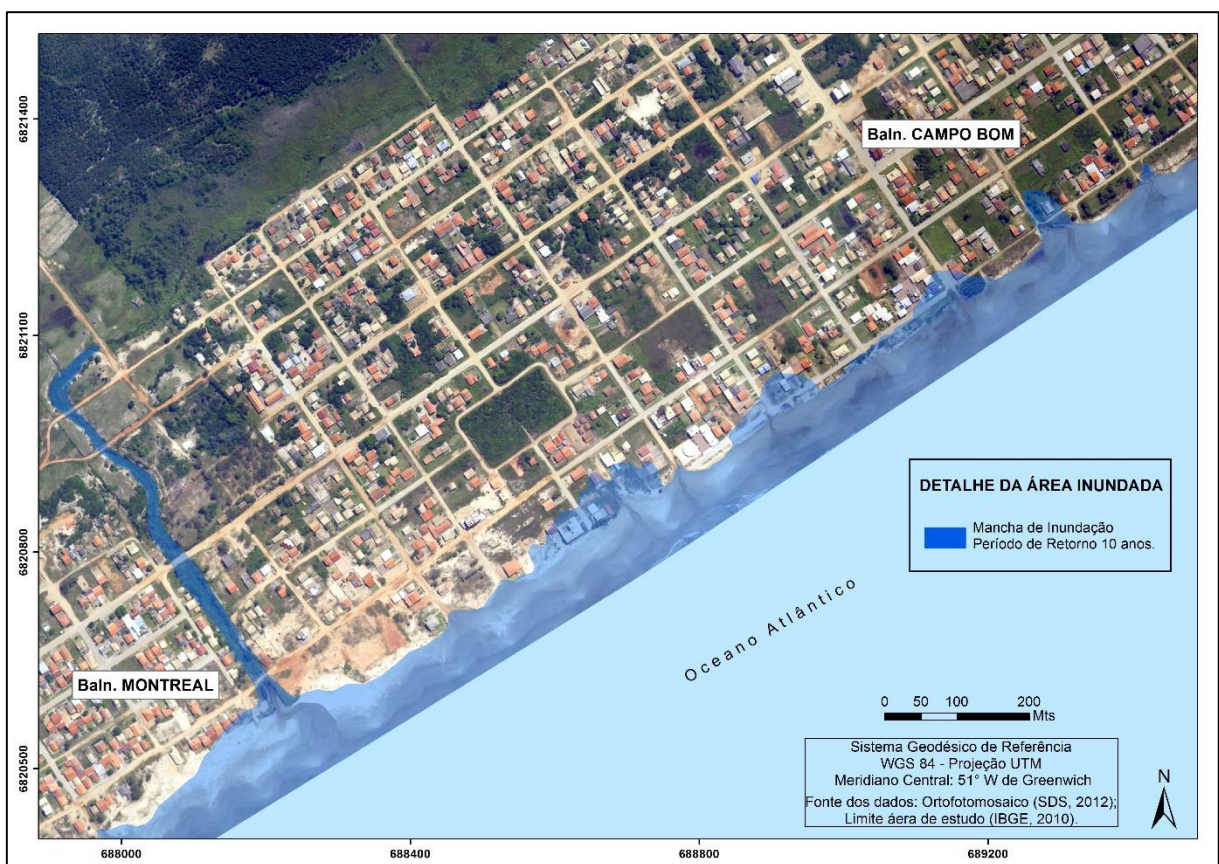 Baln. CAMPO BOM
6821400
6821100
6820800
6820500
Baln. MONTREAL
DETALHE DA ÁREA INUNDADA
Mancha de Inundação
Período de Retorno 10 anos.
Oceano Atlântico
0 50 100 200
Mts
Sistema Geodésico de Referência
WGS 84 - Projeção UTM
Meridiano Central: 51° W de Greenwich
Fonte dos dados: Ortofotomosaico (SDS, 2012);
Limite áera de estudo (IBGE, 2010).
N
688000 688400 688800 689200